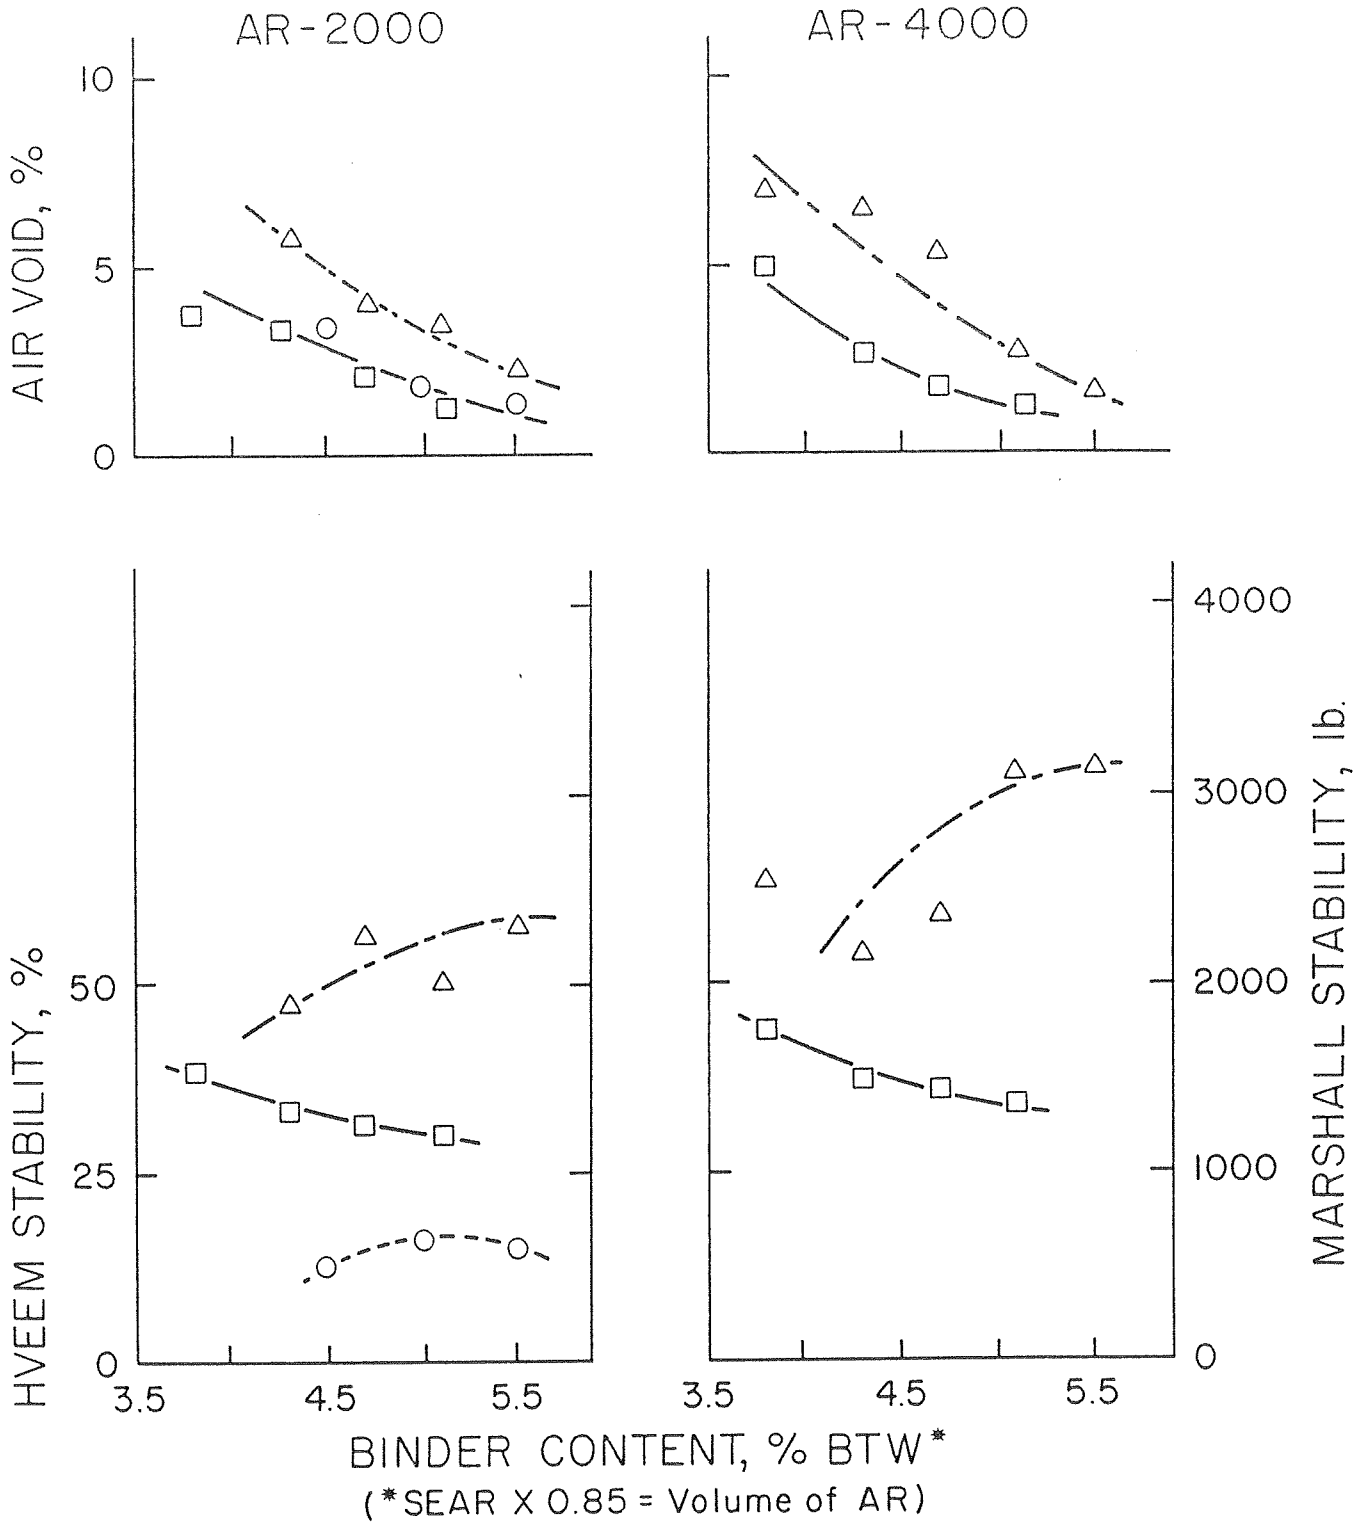 AR-2000
AR-4000
10
5
0
AIR VOID, %
50
25
0
HVEEM STABILITY, %
4000
3000
2000
1000
0
MARSHALL STABILITY, lb.
3.5
4.5
5.5
3.5
4.5
5.5
BINDER CONTENT, % BTW*
(*SEAR X 0.85 = Volume of AR)